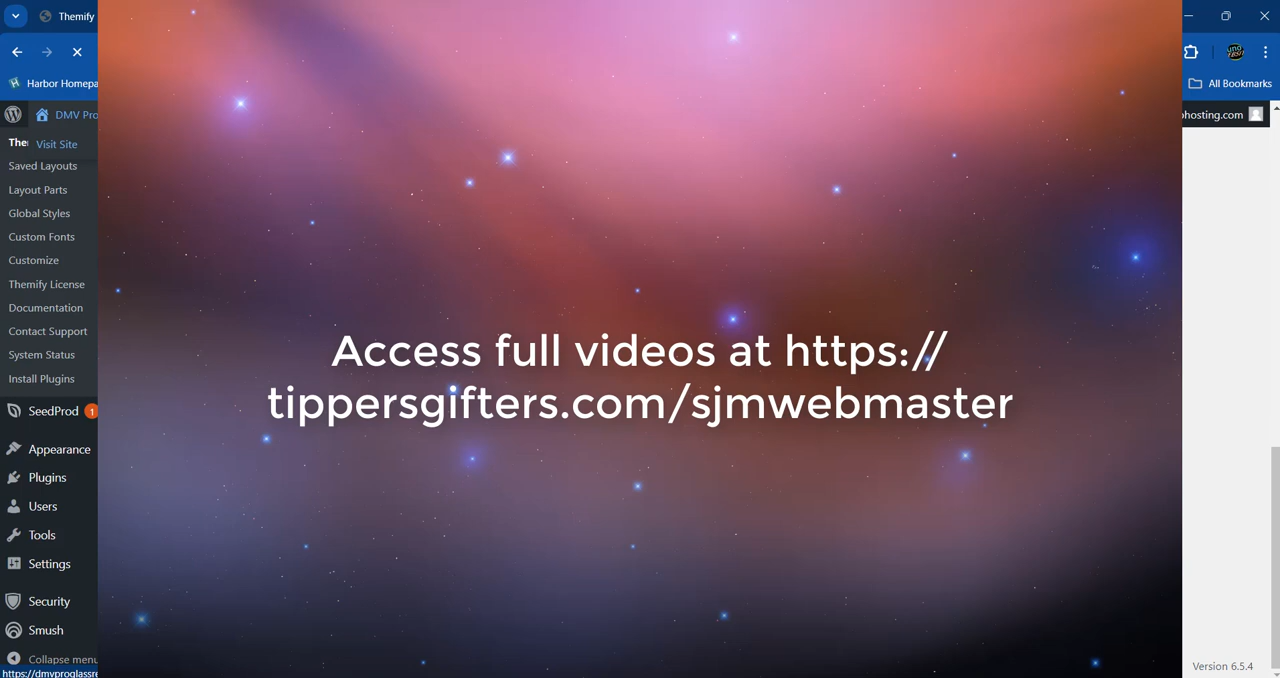 Themify
Harbor Homepa
All Bookmarks
DMV Pro
phosting.com
Visit Site
Saved Layouts
Layout Parts
Global Styles
Custom Fonts
Customize
Themify License
Documentation
Contact Support
System Status
Install Plugins
SeedProd 1
Appearance
Plugins
Users
Tools
Settings
Security
Smush
Collapse menu
https://dmvproglassre
Access full videos at https://
tippersgifters.com/sjmwebmaster
Version 6.5.4